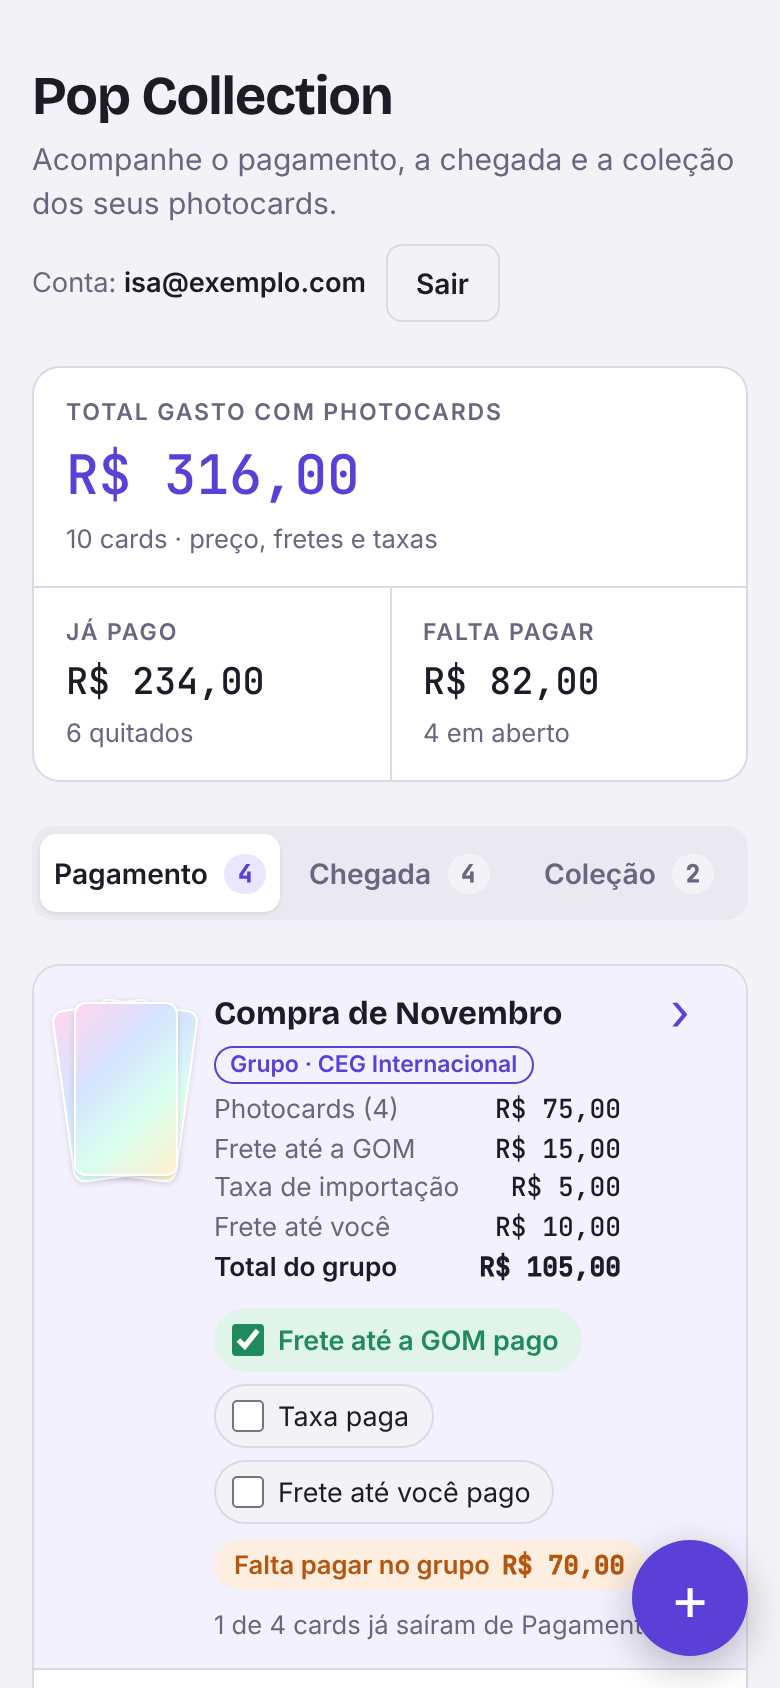 Pop Collection
Acompanhe o pagamento, a chegada e a coleção
dos seus photocards.
Conta: isa@exemplo.com Sair
TOTAL GASTO COM PHOTOCARDS
R$ 316,00
10 cards · preço, fretes e taxas
JÁ PAGO
R$ 234,00
6 quitados
FALTA PAGAR
R$ 82,00
4 em aberto
Pagamento 4 Chegada 4 Coleção 2
Compra de Novembro
Grupo · CEG Internacional
Photocards (4) R$ 75,00
Frete até a GOM R$ 15,00
Taxa de importação R$ 5,00
Frete até você R$ 10,00
Total do grupo R$ 105,00
Frete até a GOM pago
Taxa paga
Frete até você pago
Falta pagar no grupo R$ 70,00
1 de 4 cards já saíram de Pagament